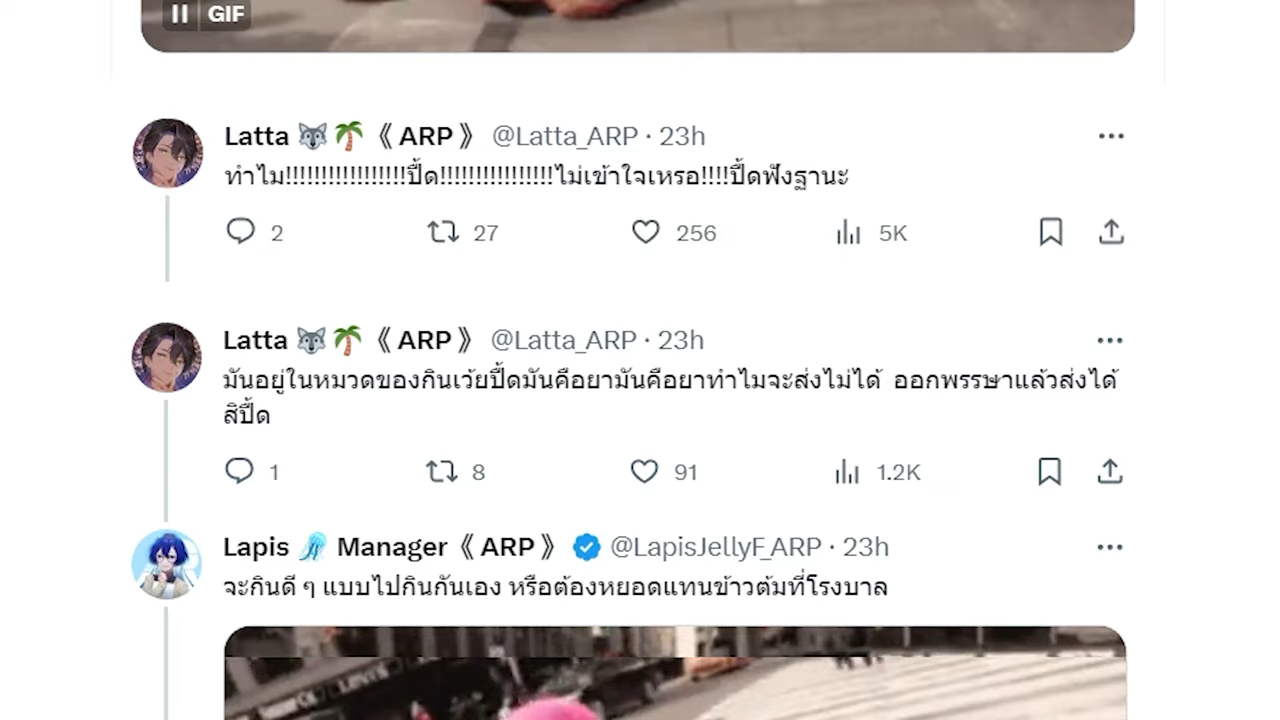 GIF
Latta 🐺🌴《 ARP 》 @Latta_ARP · 23h
ทำไม!!!!!!!!!!!!!!!!!ปี้ด!!!!!!!!!!!!!!!!ไม่เข้าใจเหรอ!!!!ปี้ดฟังฐานะ
2 27 256 5K
Latta 🐺🌴《 ARP 》 @Latta_ARP · 23h
มันอยู่ในหมวดของกินเว้ยปี้ดมันคือยามันคือยาทำไมจะส่งไม่ได้ ออกพรรษาแล้วส่งได้
สิปี้ด
1 8 91 1.2K
Lapis 🪼 Manager《 ARP 》 @LapisJellyF_ARP · 23h
จะกินดี ๆ แบบไปกินกันเอง หรือต้องหยอดแทนข้าวต้มที่โรงบาล